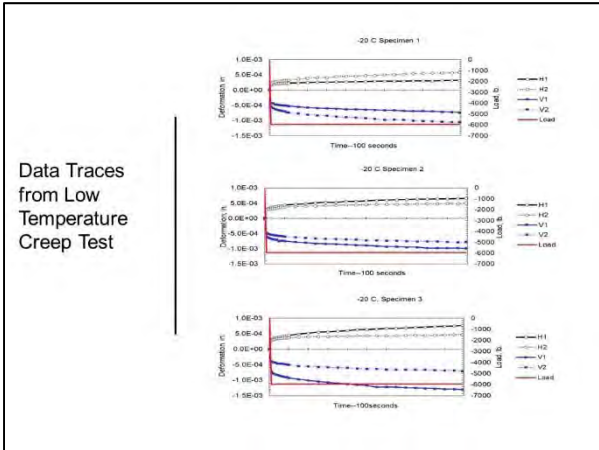 Data Traces
from Low
Temperature
Creep Test
-20 C Specimen 1
1.0E-03
5.0E-04
0.0E+00
-5.0E-04
-1.0E-03
-1.5E-03
Deformation in
0
-1000
-2000
-3000
-4000
-5000
-6000
-7000
Load, lb.
H1
H2
V1
V2
Load
Time--100 seconds
-20 C Specimen 2
1.0E-03
5.0E-04
0.0E+00
-5.0E-04
-1.0E-03
-1.5E-03
Deformation, in.
0
-1000
-2000
-3000
-4000
-5000
-6000
-7000
Load, lb.
H1
H2
V1
V2
Load
Time--100 seconds
-20 C. Specimen 3
1.0E-03
5.0E-04
0.0E+00
-5.0E-04
-1.0E-03
-1.5E-03
Deformation in
0
-1000
-2000
-3000
-4000
-5000
-6000
-7000
Load, lb.
H1
H2
V1
V2
Load
Time--100seconds